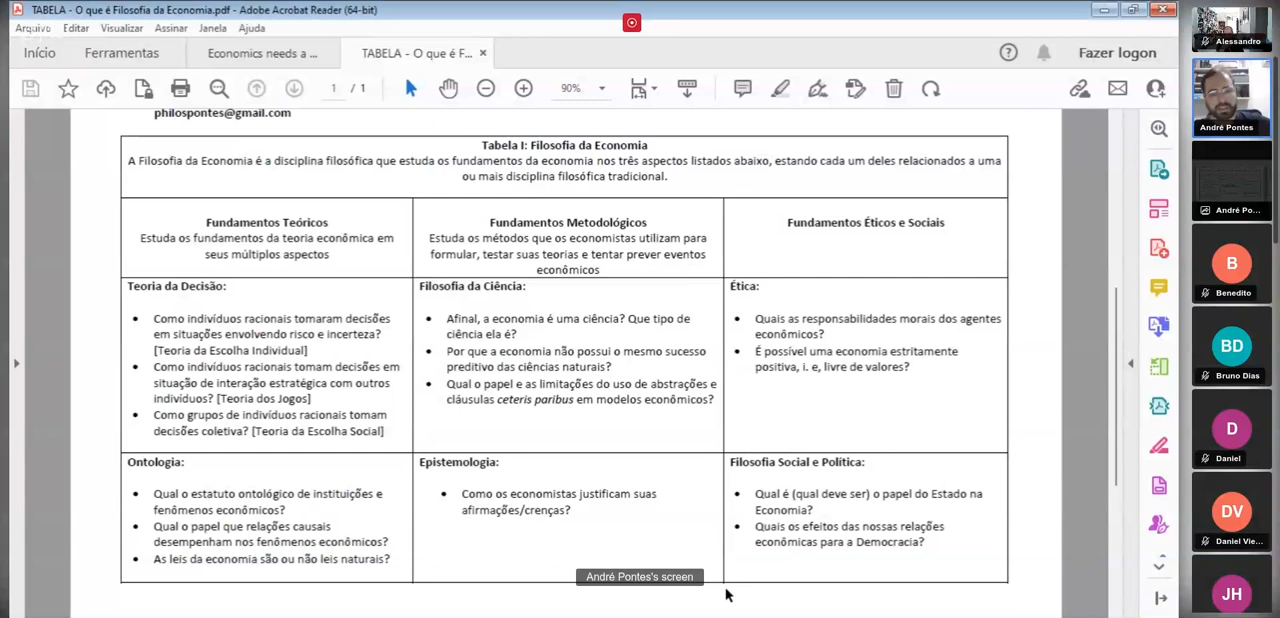 TABELA - O que é Filosofia da Economia.pdf - Adobe Acrobat Reader (64-bit)
Arquivo Editar Visualizar Assinar Janela Ajuda
Início Ferramentas Economics needs a ... TABELA - O que é F... × Fazer logon
1 / 1 90%
philospontes@gmail.com
Tabela I: Filosofia da Economia
A Filosofia da Economia é a disciplina filosófica que estuda os fundamentos da economia nos três aspectos listados abaixo, estando cada um deles relacionados a uma
ou mais disciplina filosófica tradicional.
Fundamentos Teóricos
Estuda os fundamentos da teoria econômica em
seus múltiplos aspectos
Fundamentos Metodológicos
Estuda os métodos que os economistas utilizam para
formular, testar suas teorias e tentar prever eventos
econômicos
Fundamentos Éticos e Sociais
Teoria da Decisão:
• Como indivíduos racionais tomaram decisões
em situações envolvendo risco e incerteza?
[Teoria da Escolha Individual]
• Como indivíduos racionais tomam decisões em
situação de interação estratégica com outros
indivíduos? [Teoria dos Jogos]
• Como grupos de indivíduos racionais tomam
decisões coletiva? [Teoria da Escolha Social]
Filosofia da Ciência:
• Afinal, a economia é uma ciência? Que tipo de
ciência ela é?
• Por que a economia não possui o mesmo sucesso
preditivo das ciências naturais?
• Qual o papel e as limitações do uso de abstrações e
cláusulas ceteris paribus em modelos econômicos?
Ética:
• Quais as responsabilidades morais dos agentes
econômicos?
• É possível uma economia estritamente
positiva, i. e, livre de valores?
Ontologia:
• Qual o estatuto ontológico de instituições e
fenômenos econômicos?
• Qual o papel que relações causais
desempenham nos fenômenos econômicos?
• As leis da economia são ou não leis naturais?
Epistemologia:
• Como os economistas justificam suas
afirmações/crenças?
Filosofia Social e Política:
• Qual é (qual deve ser) o papel do Estado na
Economia?
• Quais os efeitos das nossas relações
econômicas para a Democracia?
André Pontes's screen
Alessandro
André Pontes
André Po...
B
Benedito
BD
Bruno Dias
D
Daniel
DV
Daniel Vie...
JH